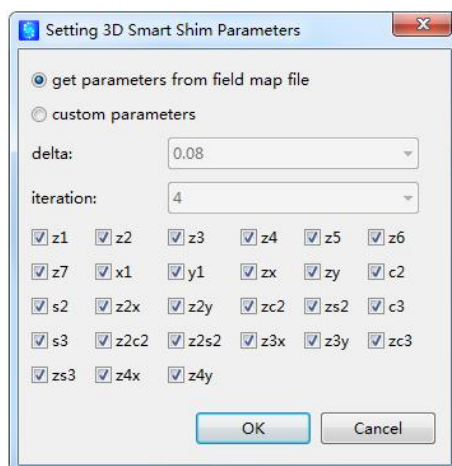 Setting 3D Smart Shim Parameters
get parameters from field map file
custom parameters
delta: 0.08
iteration: 4
z1 z2 z3 z4 z5 z6
z7 x1 y1 zx zy c2
s2 z2x z2y zc2 zs2 c3
s3 z2c2 z2s2 z3x z3y zc3
zs3 z4x z4y
OK Cancel